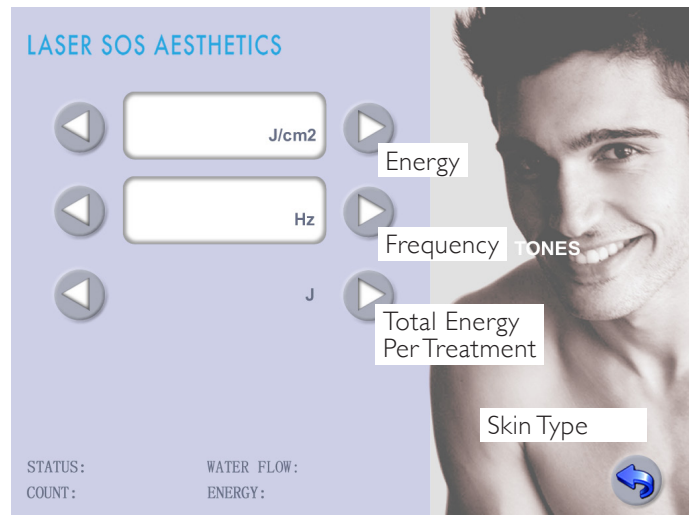 LASER SOS AESTHETICS
J/cm2
Energy
Hz
Frequency
TONES
J
Total Energy
Per Treatment
Skin Type
STATUS:
WATER FLOW:
COUNT:
ENERGY: